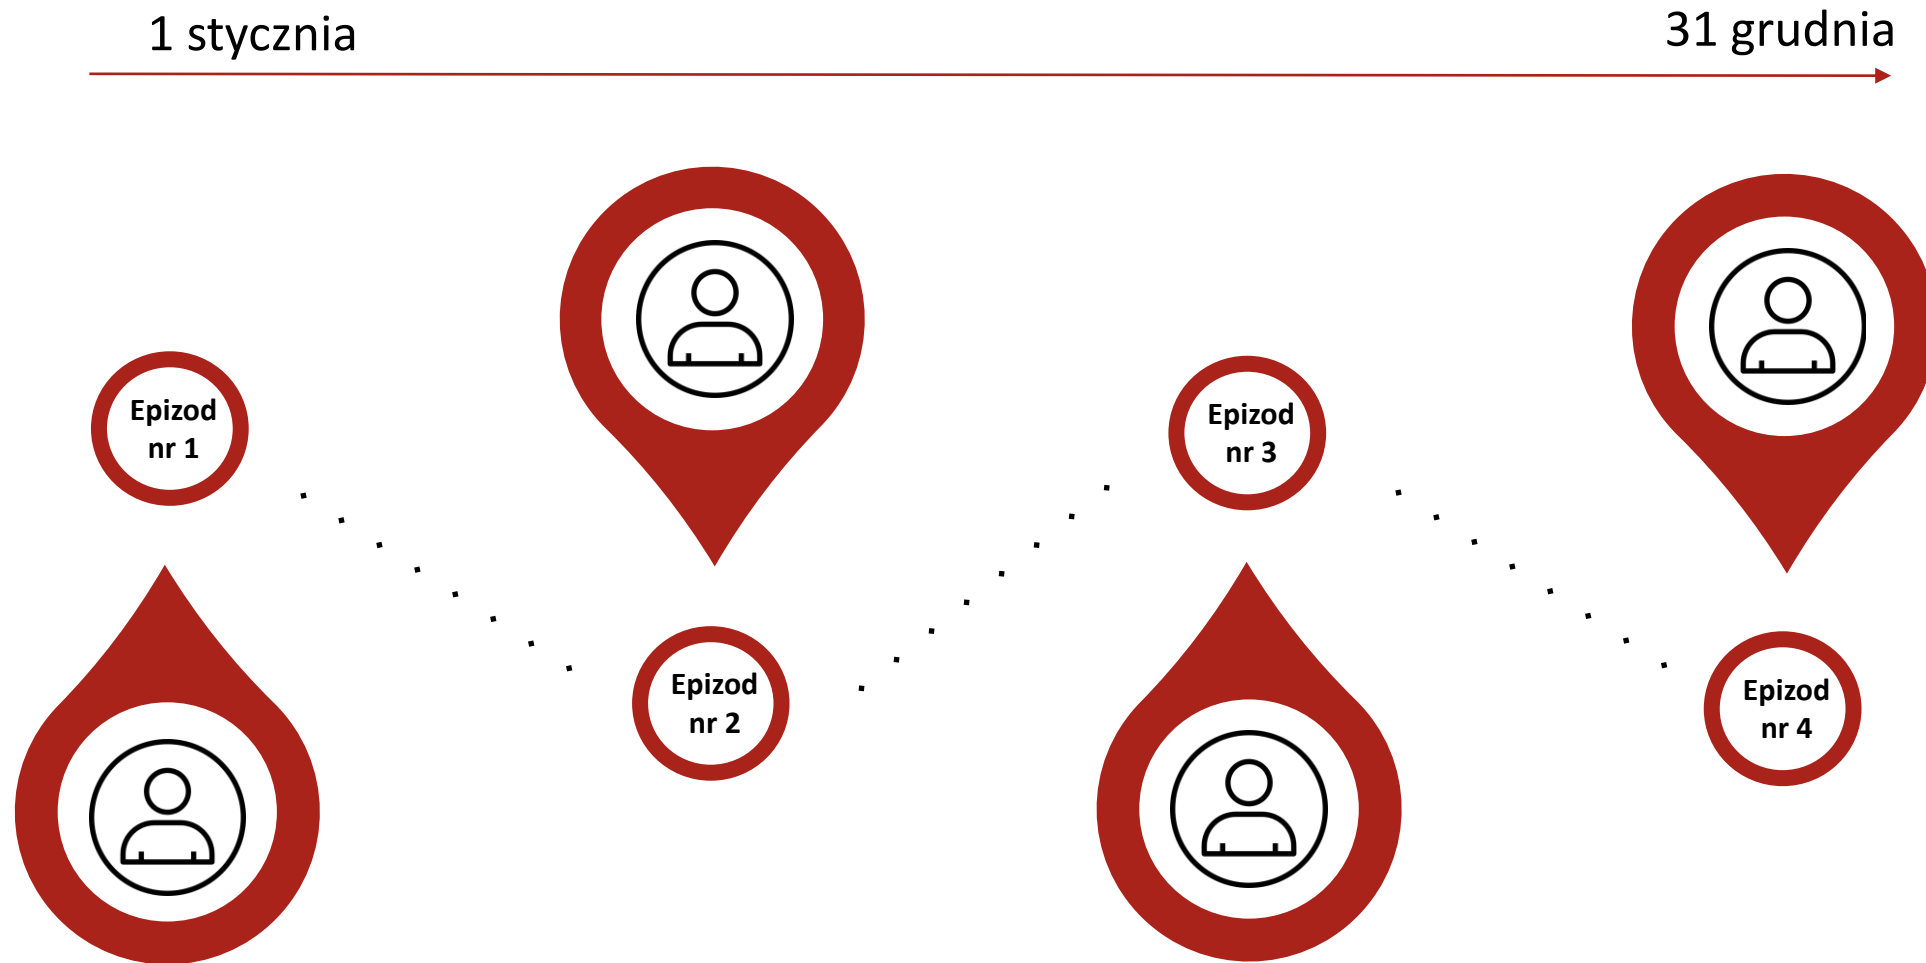 1 stycznia
31 grudnia
Epizod
nr 1
Epizod
nr 2
Epizod
nr 3
Epizod
nr 4